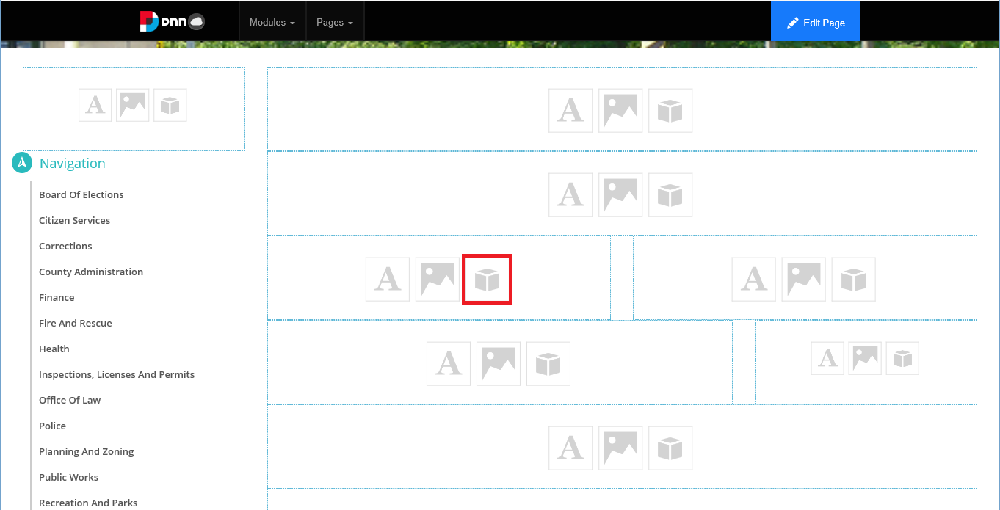 DNN
Modules
Pages
Edit Page
A
A
Navigation
Board Of Elections
Citizen Services
Corrections
County Administration
Finance
Fire And Rescue
Health
Inspections, Licenses And Permits
Office Of Law
Police
Planning And Zoning
Public Works
Recreation And Parks
A
A
A
A
A
A